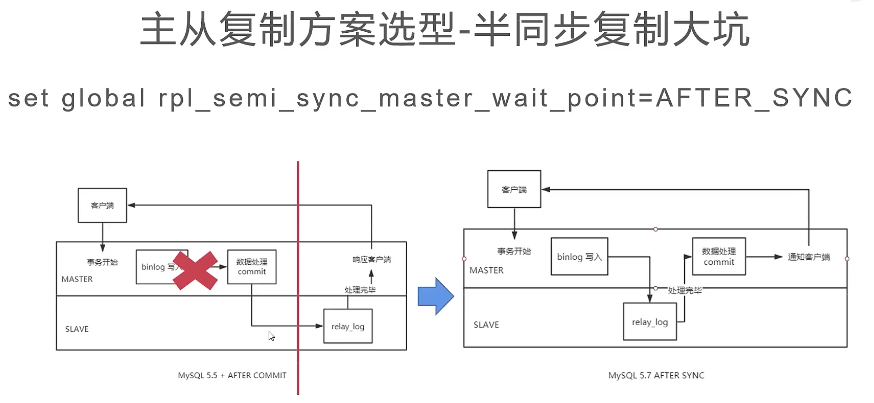 主从复制方案选型-半同步复制大坑
set global rpl_semi_sync_master_wait_point=AFTER_SYNC
客户端
事务开始
binlog 写入
数据处理
commit
响应客户端
MASTER
处理完毕
SLAVE
relay_log
MySQL 5.5 + AFTER COMMIT
客户端
事务开始
binlog 写入
数据处理
commit
通知客户端
MASTER
处理完毕
SLAVE
relay_log
MySQL 5.7 AFTER SYNC